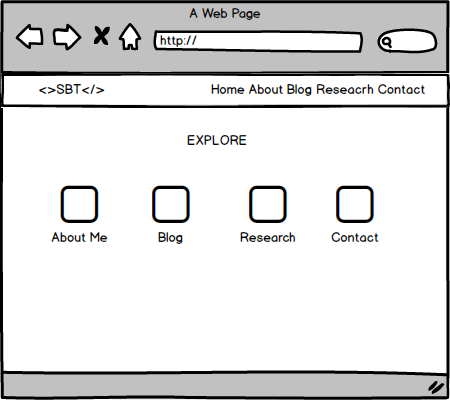 A Web Page
http://
<>SBT</> Home About Blog Reseacrh Contact
EXPLORE
About Me Blog Research Contact